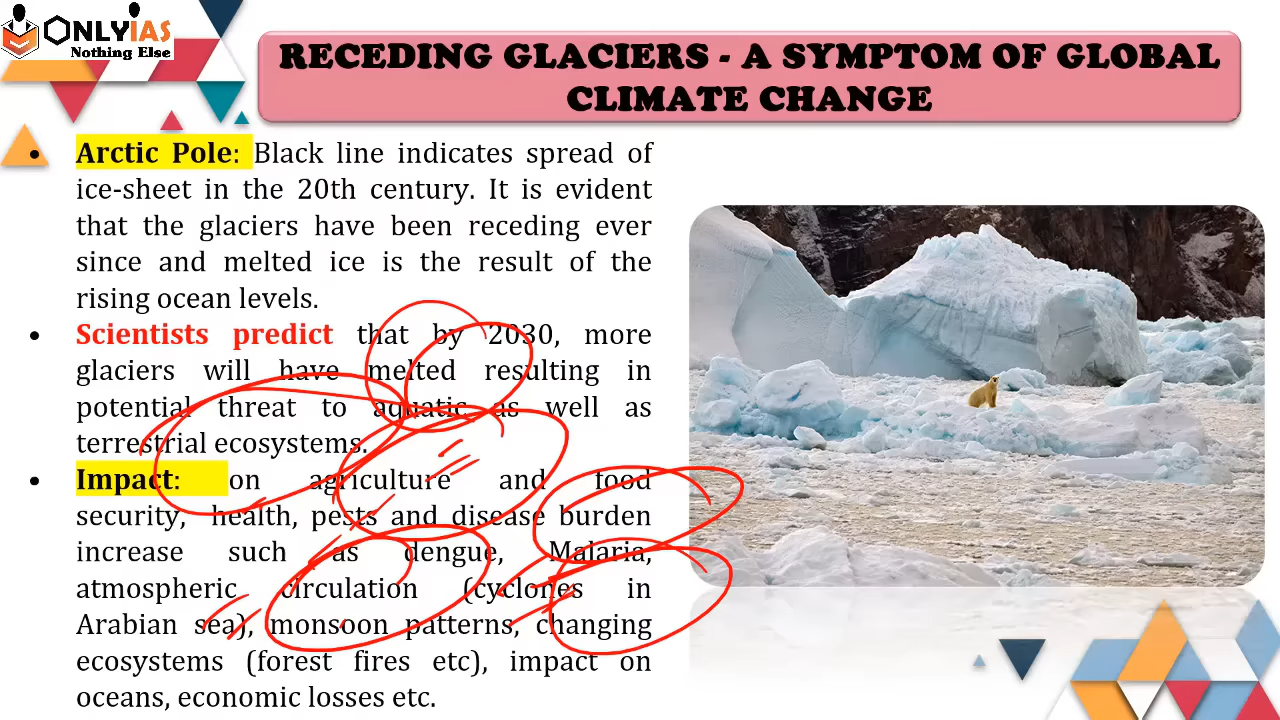 ONLYIAS
Nothing Else
RECEDING GLACIERS - A SYMPTOM OF GLOBAL
CLIMATE CHANGE
• Arctic Pole: Black line indicates spread of
ice-sheet in the 20th century. It is evident
that the glaciers have been receding ever
since and melted ice is the result of the
rising ocean levels.
• Scientists predict that by 2030, more
glaciers will have melted resulting in
potential threat to aquatic as well as
terrestrial ecosystems.
• Impact: on agriculture and food
security, health, pests and disease burden
increase such as dengue, Malaria,
atmospheric circulation (cyclones in
Arabian sea), monsoon patterns, changing
ecosystems (forest fires etc), impact on
oceans, economic losses etc.